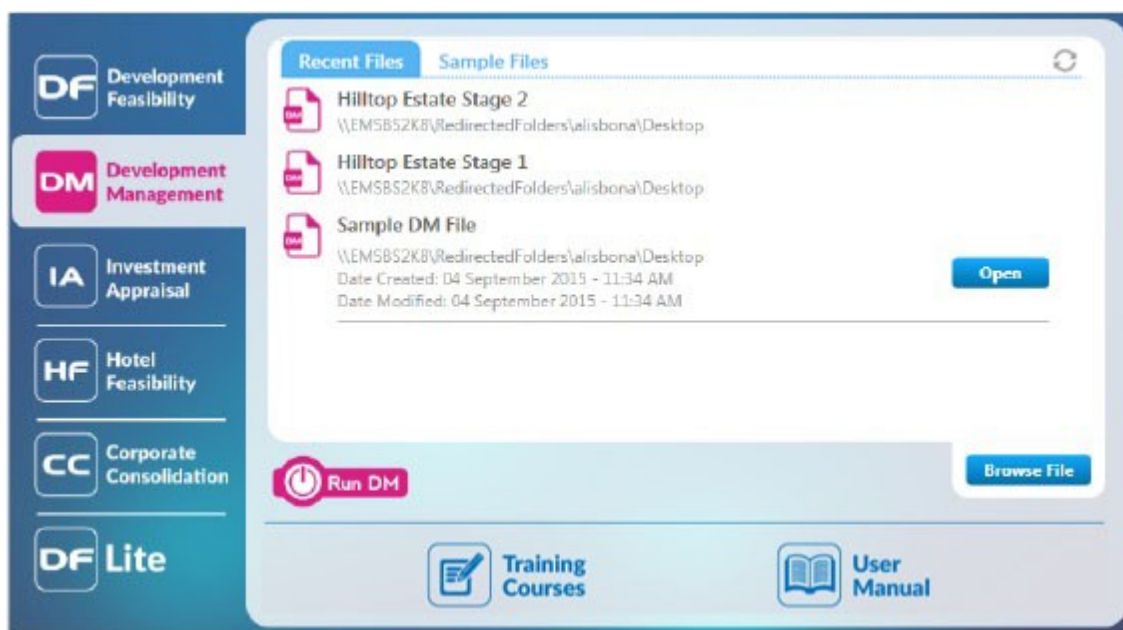 DF Development
Feasibility
DM Development
Management
IA Investment
Appraisal
HF Hotel
Feasibility
CC Corporate
Consolidation
DF Lite
Recent Files Sample Files
DM Hilltop Estate Stage 2
\\EMSBS2K8\RedirectedFolders\alisbona\Desktop
DM Hilltop Estate Stage 1
\\EMSBS2K8\RedirectedFolders\alisbona\Desktop
DM Sample DM File
\\EMSBS2K8\RedirectedFolders\alisbona\Desktop
Date Created: 04 September 2015 - 11:34 AM
Date Modified: 04 September 2015 - 11:34 AM
Open
Browse File
Run DM
Training
Courses
User
Manual